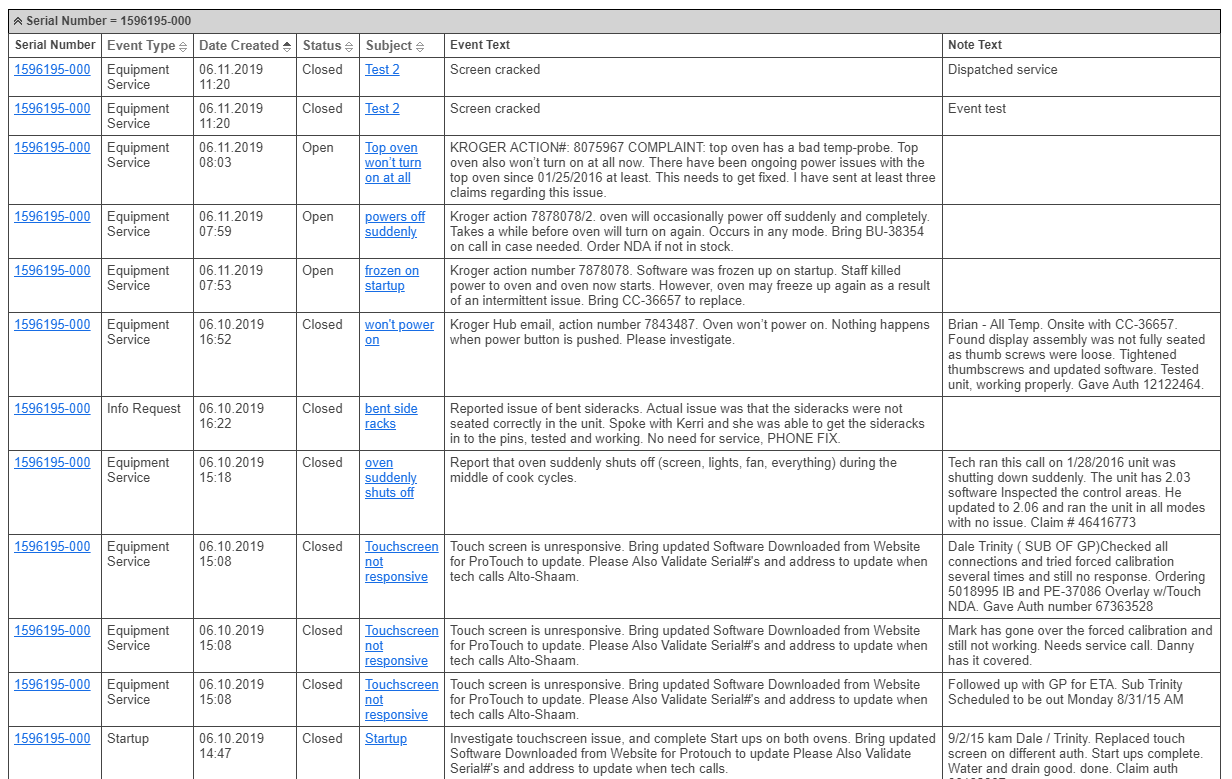 Serial Number = 1596195-000
Serial Number Event Type Date Created Status Subject Event Text Note Text
1596195-000 Equipment 06.11.2019 Closed Test 2 Screen cracked Dispatched service
Service 11:20
1596195-000 Equipment 06.11.2019 Closed Test 2 Screen cracked Event test
Service 11:20
1596195-000 Equipment 06.11.2019 Open Top oven KROGER ACTION#: 8075967 COMPLAINT: top oven has a bad temp-probe. Top
Service 08:03 won't turn oven also won't turn on at all now. There have been ongoing power issues with the
on at all top oven since 01/25/2016 at least. This needs to get fixed. I have sent at least three
claims regarding this issue.
1596195-000 Equipment 06.11.2019 Open powers off Kroger action 7878078/2. oven will occasionally power off suddenly and completely.
Service 07:59 suddenly Takes a while before oven will turn on again. Occurs in any mode. Bring BU-38354
on call in case needed. Order NDA if not in stock.
1596195-000 Equipment 06.11.2019 Open frozen on Kroger action number 7878078. Software was frozen up on startup. Staff killed
Service 07:53 startup power to oven and oven now starts. However, oven may freeze up again as a result
of an intermittent issue. Bring CC-36657 to replace.
1596195-000 Equipment 06.10.2019 Closed won't power Kroger Hub email, action number 7843487. Oven won't power on. Nothing happens Brian - All Temp. Onsite with CC-36657.
Service 16:52 on when power button is pushed. Please investigate. Found display assembly was not fully seated
as thumb screws were loose. Tightened
thumbscrews and updated software. Tested
unit, working properly. Gave Auth 12122464.
1596195-000 Info Request 06.10.2019 Closed bent side Reported issue of bent sideracks. Actual issue was that the sideracks were not
16:22 racks seated correctly in the unit. Spoke with Kerri and she was able to get the sideracks
in to the pins, tested and working. No need for service, PHONE FIX.
1596195-000 Equipment 06.10.2019 Closed oven Report that oven suddenly shuts off (screen, lights, fan, everything) during the Tech ran this call on 1/28/2016 unit was
Service 15:18 suddenly middle of cook cycles. shutting down suddenly. The unit has 2.03
shuts off software Inspected the control areas. He
updated to 2.06 and ran the unit in all modes
with no issue. Claim # 46416773
1596195-000 Equipment 06.10.2019 Closed Touchscreen Touch screen is unresponsive. Bring updated Software Downloaded from Website Dale Trinity ( SUB OF GP)Checked all
Service 15:08 not for ProTouch to update. Please Also Validate Serial#'s and address to update when connections and tried forced calibration
responsive tech calls Alto-Shaam. several times and still no response. Ordering
5018995 IB and PE-37086 Overlay w/Touch
NDA. Gave Auth number 67363528
1596195-000 Equipment 06.10.2019 Closed Touchscreen Touch screen is unresponsive. Bring updated Software Downloaded from Website Mark has gone over the forced calibration and
Service 15:08 not for ProTouch to update. Please Also Validate Serial#'s and address to update when still not working. Needs service call. Danny
responsive tech calls Alto-Shaam. has it covered.
1596195-000 Equipment 06.10.2019 Closed Touchscreen Touch screen is unresponsive. Bring updated Software Downloaded from Website Followed up with GP for ETA. Sub Trinity
Service 15:08 not for ProTouch to update. Please Also Validate Serial#'s and address to update when Scheduled to be out Monday 8/31/15 AM
responsive tech calls Alto-Shaam.
1596195-000 Startup 06.10.2019 Closed Startup Investigate touchscreen issue, and complete Start ups on both ovens. Bring updated 9/2/15 kam Dale / Trinity. Replaced touch
14:47 Software Downloaded from Website for Protouch to update Please Also Validate screen on different auth. Start ups complete.
Serial#'s and address to update when tech calls. Water and drain good. done. Claim auth